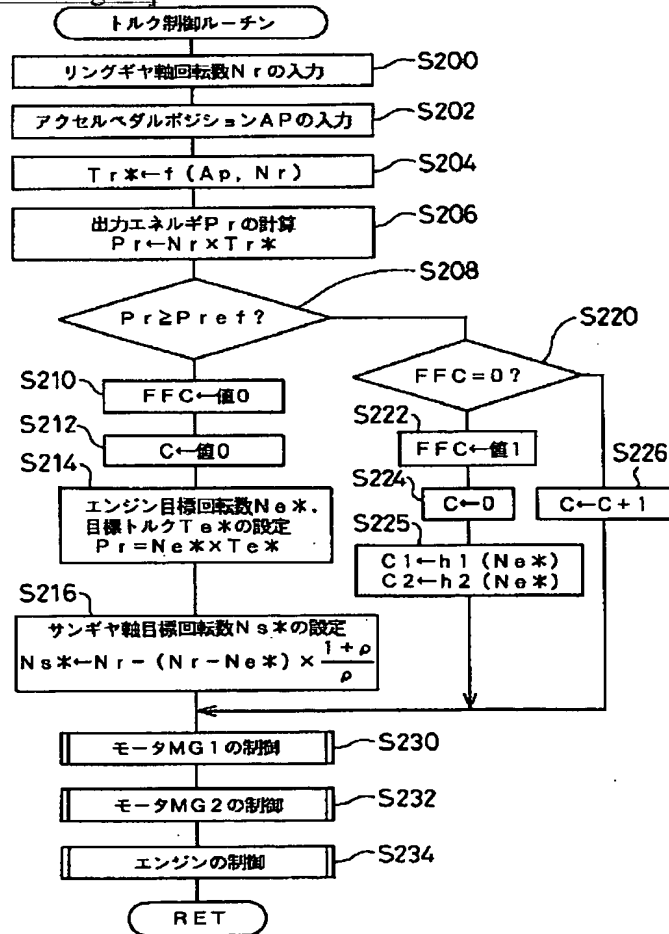 トルク制御ルーチン
リングギヤ軸回転数Nrの入力
S200
アクセルペダルポジションAPの入力
S202
Tr*←f(Ap, Nr)
S204
出力エネルギPrの計算
Pr←Nr×Tr*
S206
Pr≧Pref?
S208
S210
FFC←値0
S212
C←値0
S214
エンジン目標回転数Ne*,
目標トルクTe*の設定
Pr=Ne*×Te*
S216
サンギヤ軸目標回転数Ns*の設定
Ns*←Nr-(Nr-Ne*)×(1+ρ)/ρ
FFC=0?
S220
S222
FFC←値1
S224
C←0
S225
C1←h1(Ne*)
C2←h2(Ne*)
S226
C←C+1
モータMG1の制御
S230
モータMG2の制御
S232
エンジンの制御
S234
RET